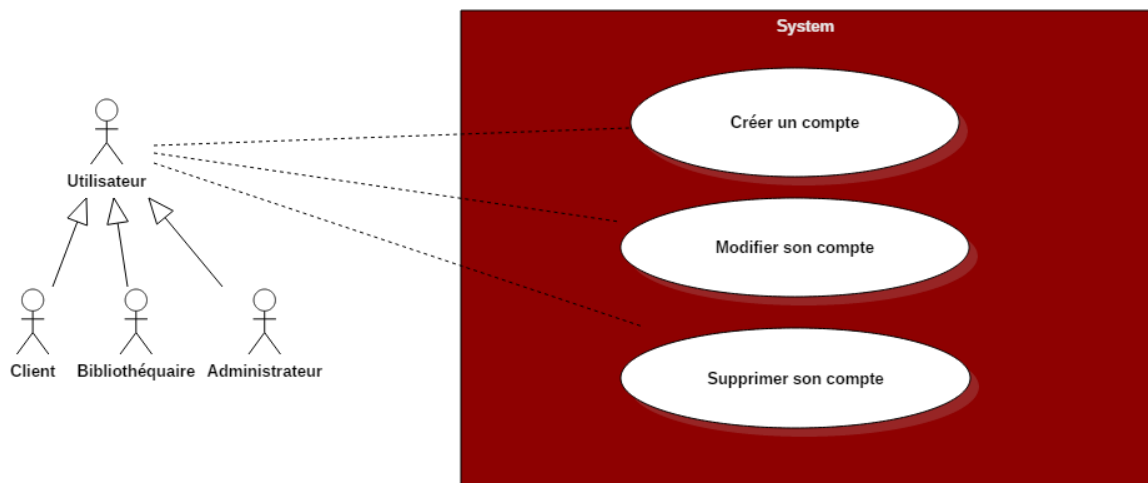 System
Créer un compte
Utilisateur
Modifier son compte
Client
Bibliothéquaire
Administrateur
Supprimer son compte